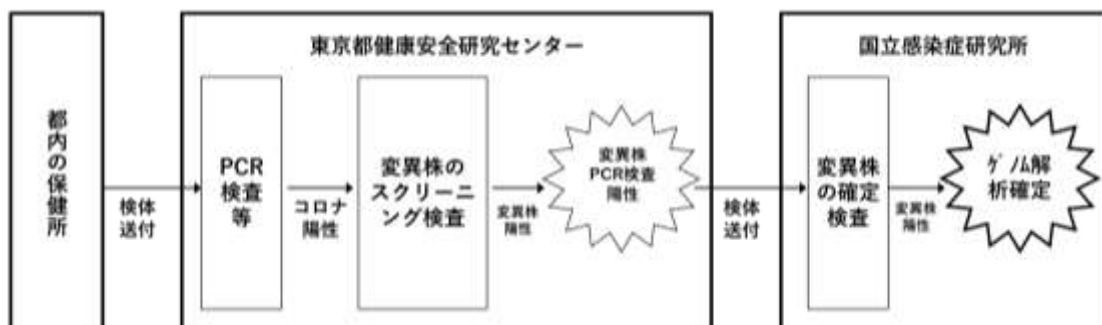 都内の保健所
検体
送付
東京都健康安全研究センター
PCR
検査
等
コロナ
陽性
変異株の
スクリーニ
ング検査
変異株
陽性
変異株
PCR検査
陽性
検体
送付
国立感染症研究所
変異株
の確定
検査
変異株
陽性
ｹﾞﾉﾑ解
析確定